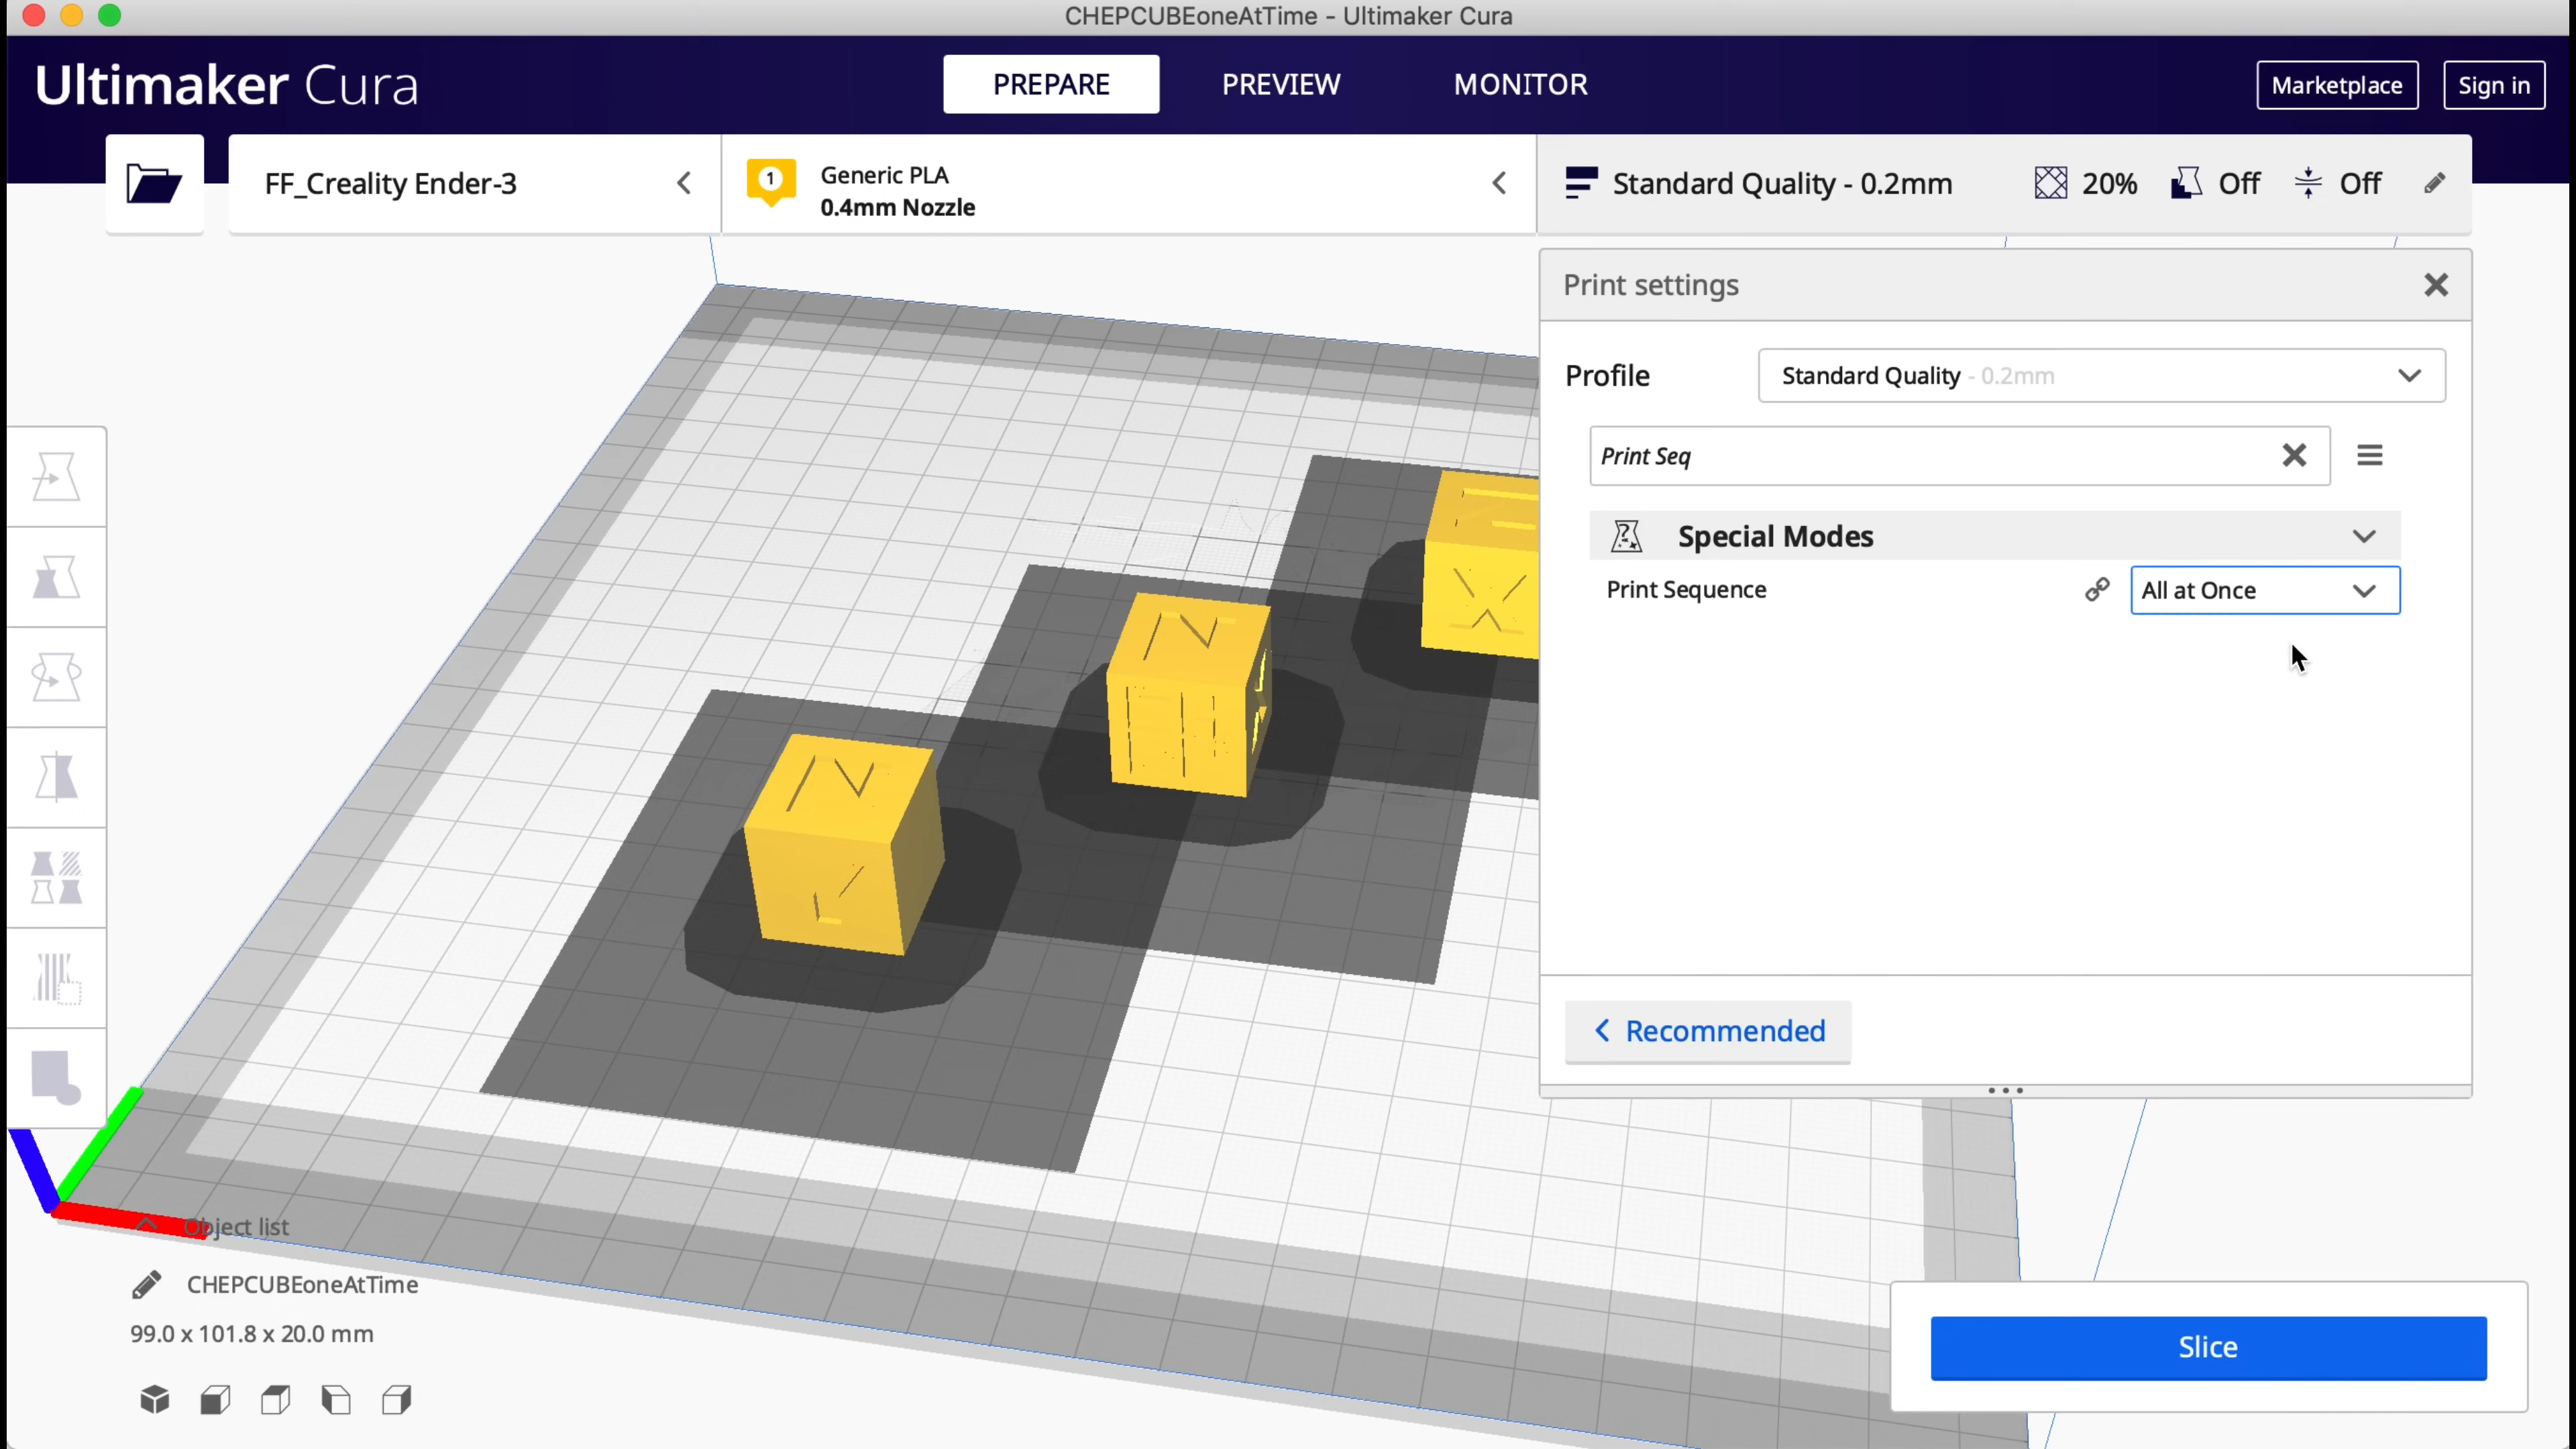 CHEPCUBEoneAtTime - Ultimaker Cura
Ultimaker Cura
PREPARE
PREVIEW
MONITOR
Marketplace
Sign in
FF_Creality Ender-3
1
Generic PLA
0.4mm Nozzle
Standard Quality - 0.2mm
20%
Off
Off
Print settings
Profile
Standard Quality - 0.2mm
Print Seq
Special Modes
Print Sequence
All at Once
X
Recommended
Object list
CHEPCUBEoneAtTime
99.0 x 101.8 x 20.0 mm
Slice